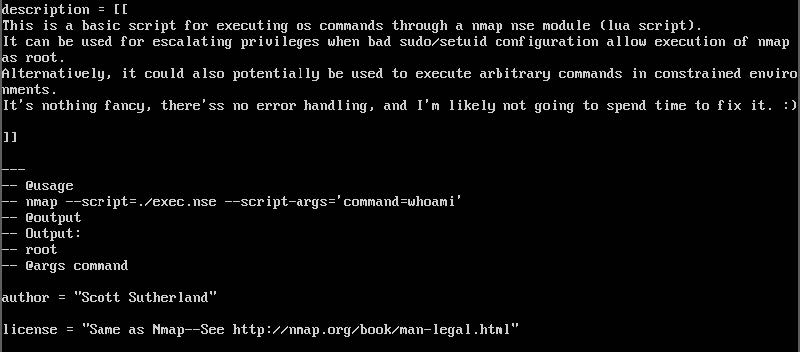 description = [[
This is a basic script for executing os commands through a nmap nse module (lua script).
It can be used for escalating privileges when bad sudo/setuid configuration allow execution of nmap
as root.
Alternatively, it could also potentially be used to execute arbitrary commands in constrained enviro
nments.
It's nothing fancy, there'ss no error handling, and I'm likely not going to spend time to fix it. :)
]]
---
-- @usage
-- nmap --script=./exec.nse --script-args='command=whoami'
-- @output
-- Output:
-- root
-- @args command
author = "Scott Sutherland"
license = "Same as Nmap--See http://nmap.org/book/man-legal.html"